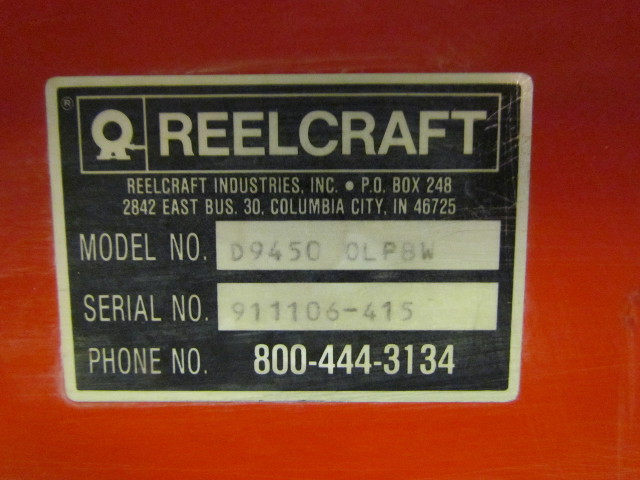 ® REELCRAFT
REELCRAFT INDUSTRIES, INC. • P.O. BOX 248
2842 EAST BUS. 30, COLUMBIA CITY, IN 46725
MODEL NO. D9450 OLPBW
SERIAL NO. 911106-415
PHONE NO. 800-444-3134